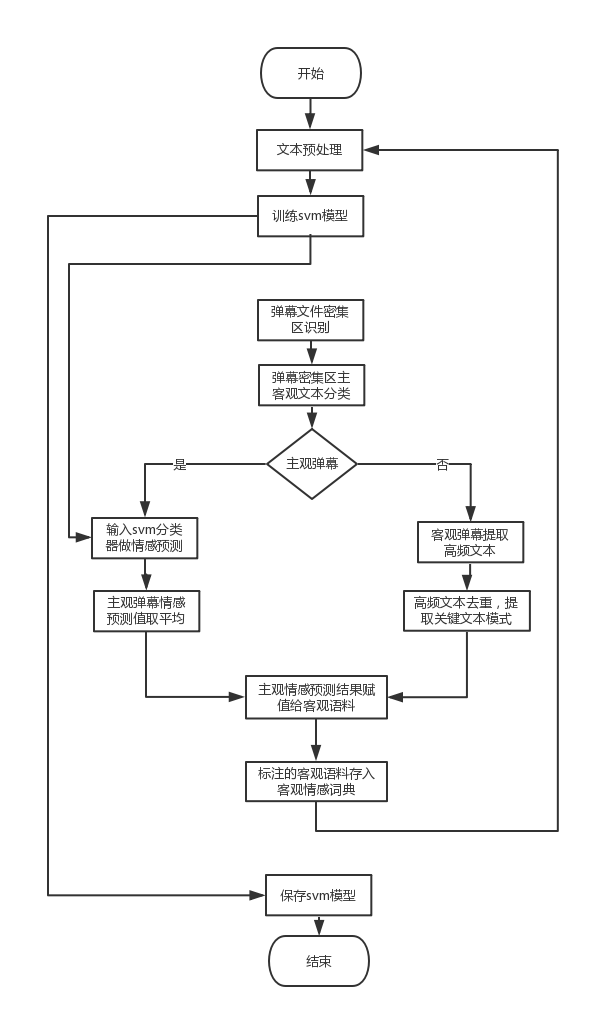 开始
文本预处理
训练svm模型
弹幕文件密集
区识别
弹幕密集区主
客观文本分类
主观弹幕
是
否
输入svm分类
器做情感预测
客观弹幕提取
高频文本
主观弹幕情感
预测值取平均
高频文本去重，提
取关键文本模式
主观情感预测结果赋
值给客观语料
标注的客观语料存入
客观情感词典
保存svm模型
结束